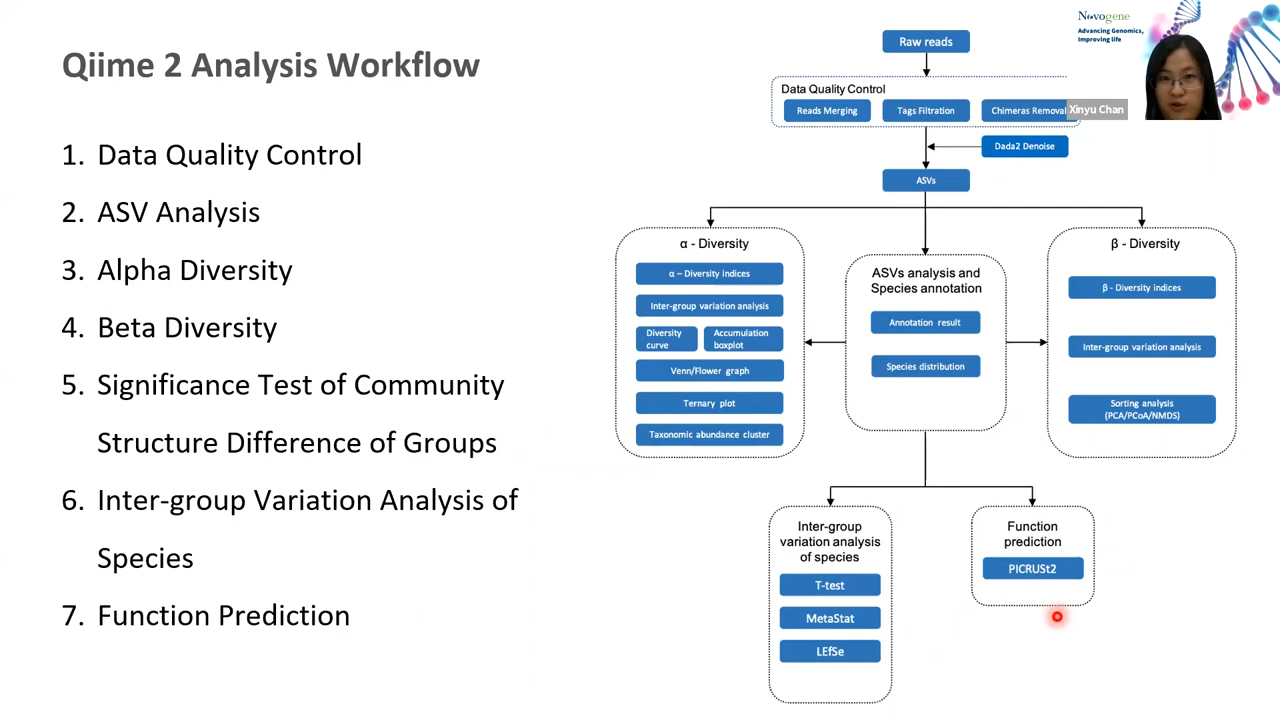 Qiime 2 Analysis Workflow
1. Data Quality Control
2. ASV Analysis
3. Alpha Diversity
4. Beta Diversity
5. Significance Test of Community
Structure Difference of Groups
6. Inter-group Variation Analysis of
Species
7. Function Prediction
Novogene
Advancing Genomics,
Improving life
Xinyu Chan
Raw reads
Data Quality Control
Reads Merging
Tags Filtration
Chimeras Removal
Dada2 Denoise
ASVs
α - Diversity
α – Diversity indices
Inter-group variation analysis
Diversity
curve
Accumulation
boxplot
Venn/Flower graph
Ternary plot
Taxonomic abundance cluster
ASVs analysis and
Species annotation
Annotation result
Species distribution
β - Diversity
β - Diversity indices
Inter-group variation analysis
Sorting analysis
(PCA/PCoA/NMDS)
Inter-group
variation analysis
of species
T-test
MetaStat
LEfSe
Function
prediction
PICRUSt2